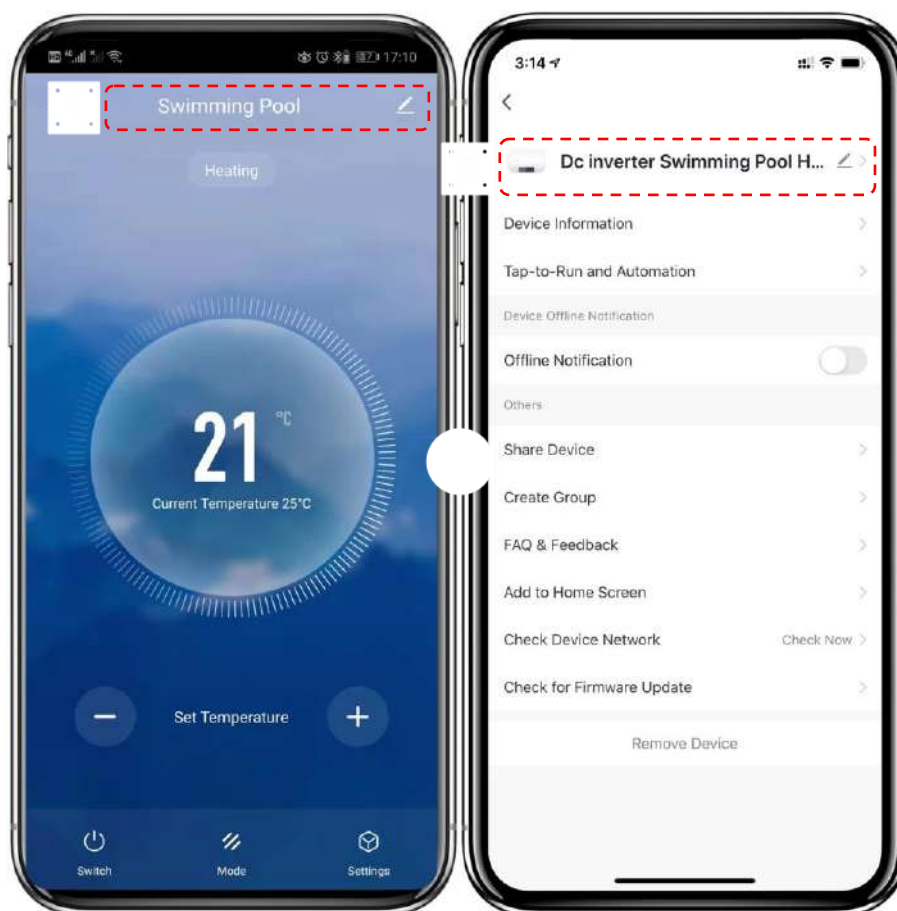 17:10
Swimming Pool
Heating
21 °C
Current Temperature 25°C
Set Temperature
Switch
Mode
Settings
3:14
Dc inverter Swimming Pool H...
Device Information
Tap-to-Run and Automation
Device Offline Notification
Offline Notification
Others
Share Device
Create Group
FAQ & Feedback
Add to Home Screen
Check Device Network Check Now
Check for Firmware Update
Remove Device